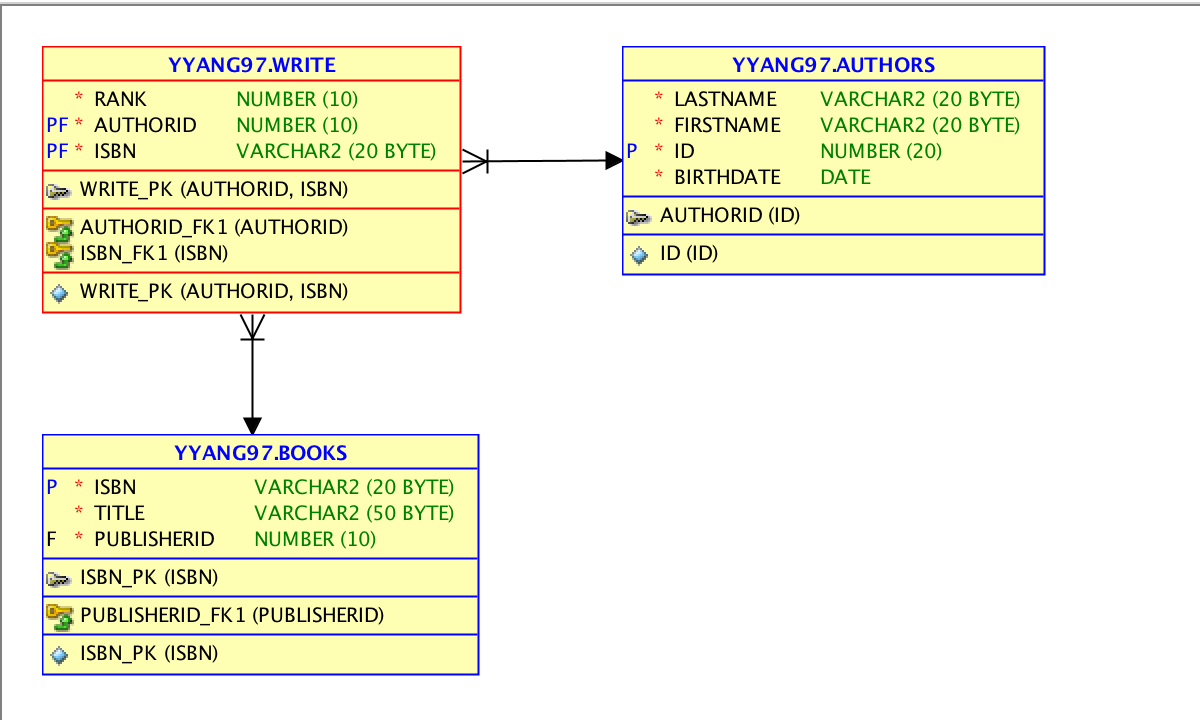 YYANG97.WRITE
* RANK NUMBER (10)
PF * AUTHORID NUMBER (10)
PF * ISBN VARCHAR2 (20 BYTE)
WRITE_PK (AUTHORID, ISBN)
AUTHORID_FK1 (AUTHORID)
ISBN_FK1 (ISBN)
WRITE_PK (AUTHORID, ISBN)
YYANG97.AUTHORS
* LASTNAME VARCHAR2 (20 BYTE)
* FIRSTNAME VARCHAR2 (20 BYTE)
P * ID NUMBER (20)
* BIRTHDATE DATE
AUTHORID (ID)
ID (ID)
YYANG97.BOOKS
P * ISBN VARCHAR2 (20 BYTE)
* TITLE VARCHAR2 (50 BYTE)
F * PUBLISHERID NUMBER (10)
ISBN_PK (ISBN)
PUBLISHERID_FK1 (PUBLISHERID)
ISBN_PK (ISBN)